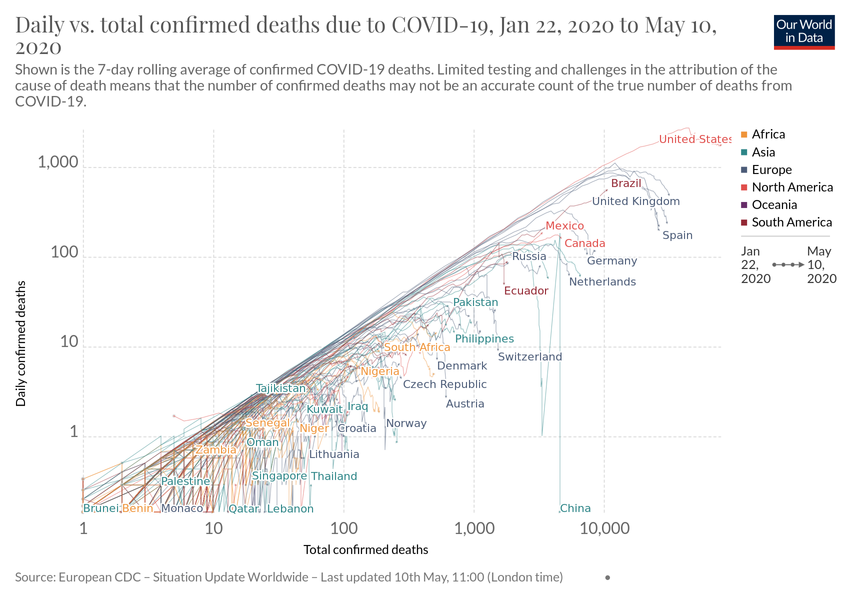 Daily vs. total confirmed deaths due to COVID-19, Jan 22, 2020 to May 10,
2020
Our World
in Data
Shown is the 7-day rolling average of confirmed COVID-19 deaths. Limited testing and challenges in the attribution of the
cause of death means that the number of confirmed deaths may not be an accurate count of the true number of deaths from
COVID-19.
Daily confirmed deaths
1,000
100
10
1
United States
Brazil
United Kingdom
Spain
Mexico
Canada
Russia
Germany
Netherlands
Ecuador
Pakistan
Philippines
South Africa
Switzerland
Denmark
Nigeria
Czech Republic
Tajikistan
Austria
Kuwait
Iraq
Senegal
Niger
Croatia
Norway
Oman
Zambia
Lithuania
Palestine
Singapore
Thailand
Brunei
Benin
Monaco
Qatar
Lebanon
China
1
10
100
1,000
10,000
Total confirmed deaths
Africa
Asia
Europe
North America
Oceania
South America
Jan
22,
2020
May
10,
2020
Source: European CDC – Situation Update Worldwide – Last updated 10th May, 11:00 (London time)